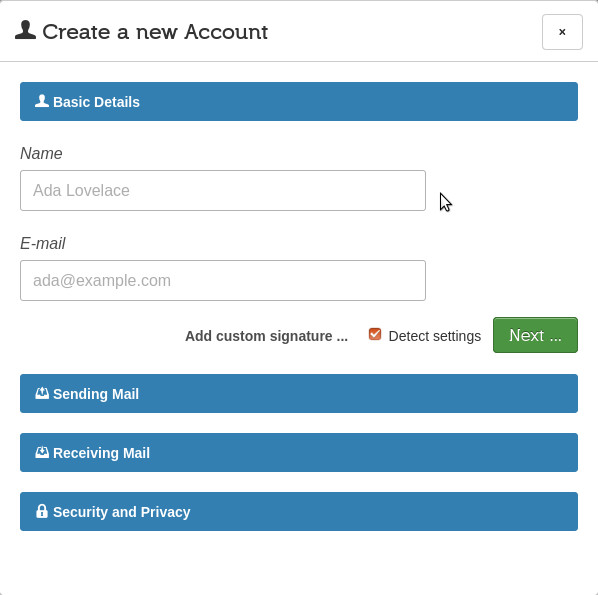 Create a new Account
×
Basic Details
Name
Ada Lovelace
E-mail
ada@example.com
Add custom signature ... Detect settings Next ...
Sending Mail
Receiving Mail
Security and Privacy